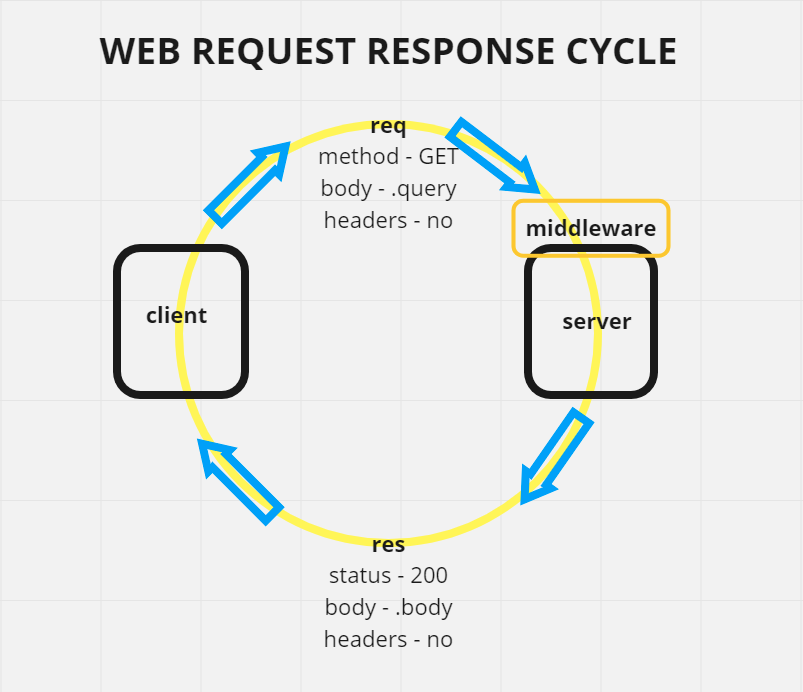 WEB REQUEST RESPONSE CYCLE
req
method - GET
body - .query
headers - no
middleware
client
server
res
status - 200
body - .body
headers - no